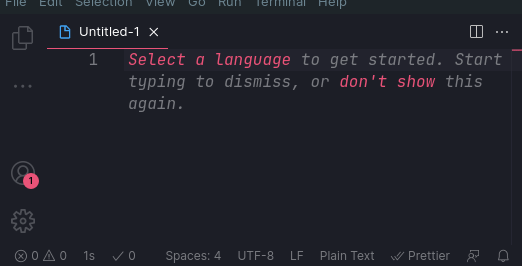 File Edit Selection View Go Run Terminal Help
Untitled-1
1 Select a language to get started. Start
typing to dismiss, or don't show this
again.
1
0 0 1s 0 Spaces: 4 UTF-8 LF Plain Text Prettier